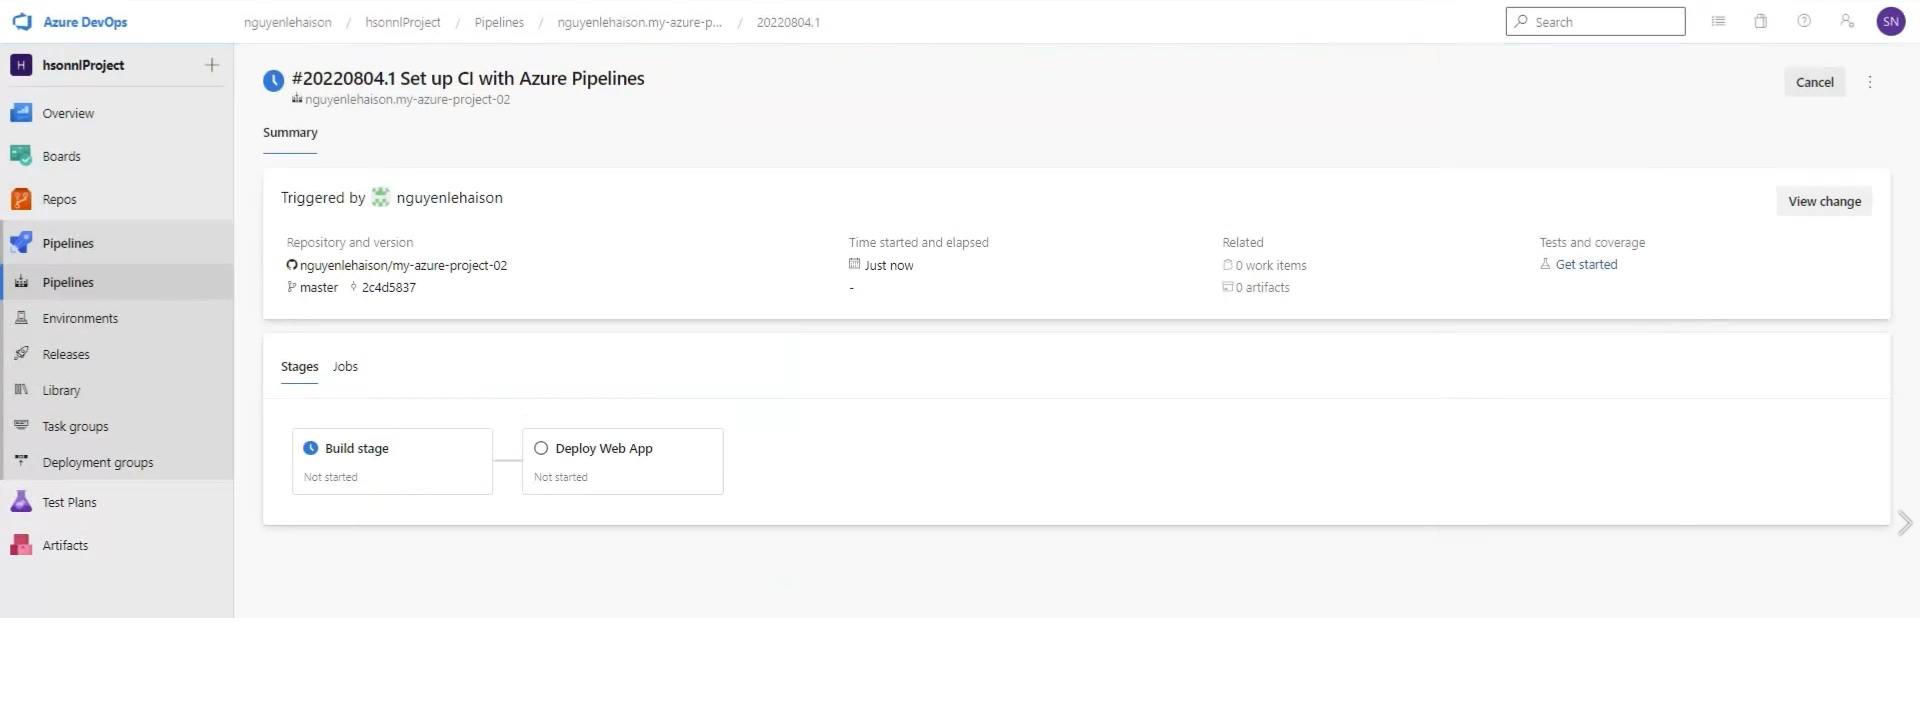 Azure DevOps
nguyenlehaison / hsonnlProject / Pipelines / nguyenlehaison.my-azure-p... / 20220804.1
Search
SN
H hsonnlProject
Overview
Boards
Repos
Pipelines
Pipelines
Environments
Releases
Library
Task groups
Deployment groups
Test Plans
Artifacts
#20220804.1 Set up CI with Azure Pipelines
nguyenlehaison.my-azure-project-02
Cancel
Summary
Triggered by nguyenlehaison
View change
Repository and version
nguyenlehaison/my-azure-project-02
master 2c4d5837
Time started and elapsed
Just now
-
Related
0 work items
0 artifacts
Tests and coverage
Get started
Stages Jobs
Build stage
Not started
Deploy Web App
Not started